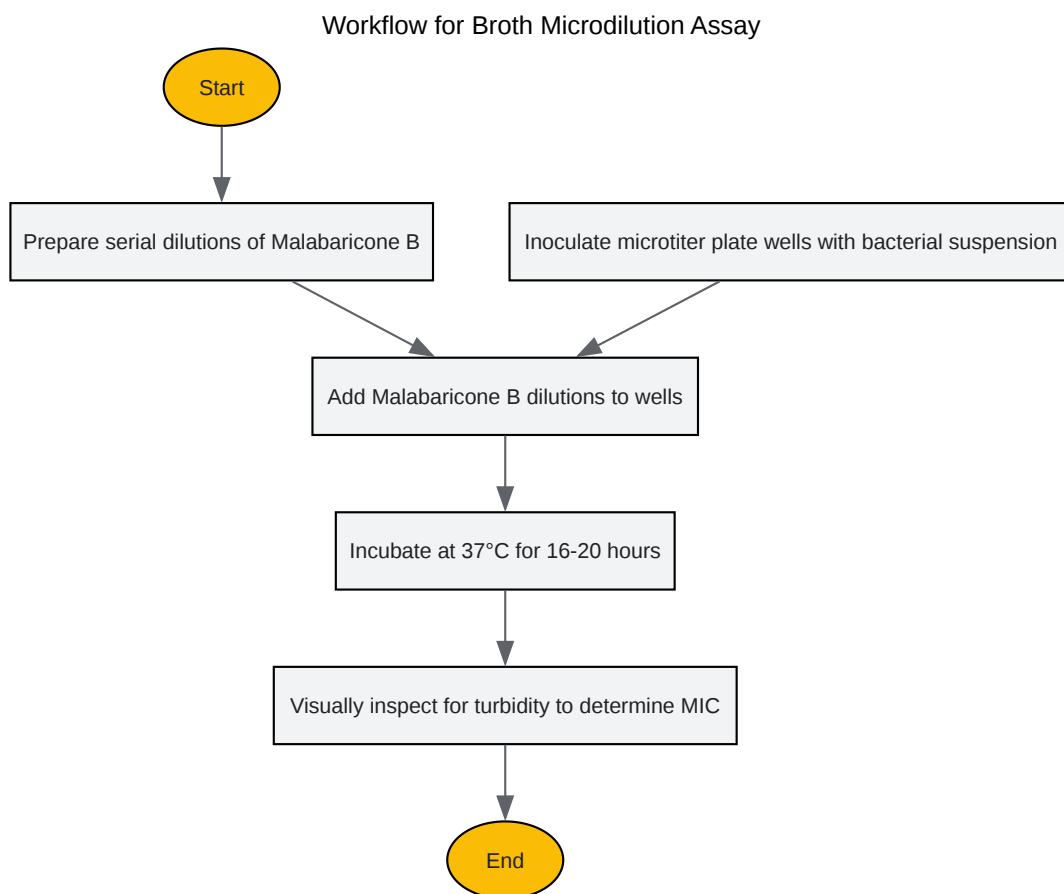 Workflow for Broth Microdilution Assay
Start
Prepare serial dilutions of Malabaricone B
Inoculate microtiter plate wells with bacterial suspension
Add Malabaricone B dilutions to wells
Incubate at 37°C for 16-20 hours
Visually inspect for turbidity to determine MIC
End